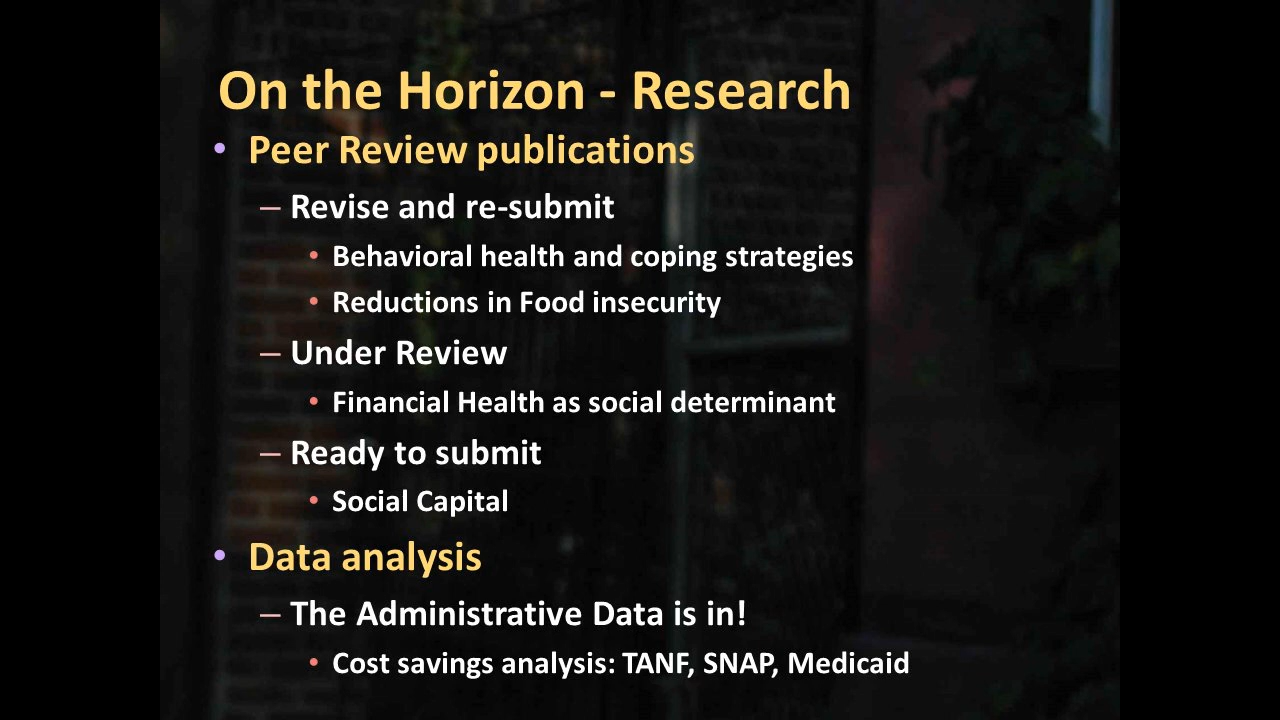 On the Horizon - Research
• Peer Review publications
– Revise and re-submit
• Behavioral health and coping strategies
• Reductions in Food insecurity
– Under Review
• Financial Health as social determinant
– Ready to submit
• Social Capital
• Data analysis
– The Administrative Data is in!
• Cost savings analysis: TANF, SNAP, Medicaid